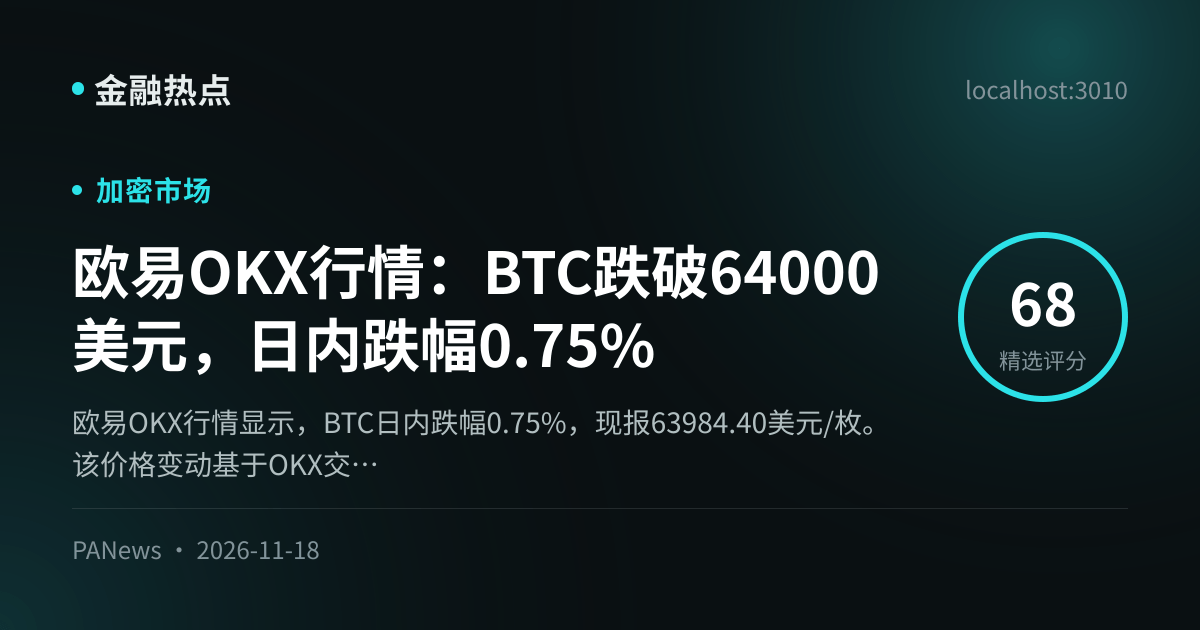 金融热点
localhost:3010
加密市场
欧易OKX行情：BTC跌破64000
美元，日内跌幅0.75%
68
精选评分
欧易OKX行情显示，BTC日内跌幅0.75%，现报63984.40美元/枚。
该价格变动基于OKX交…
PANews • 2026-11-18